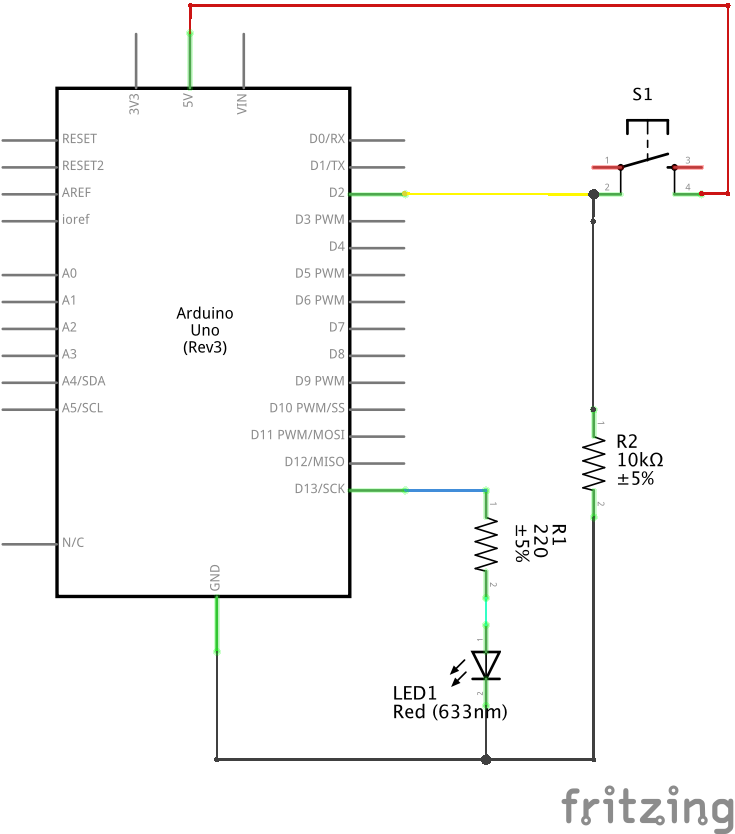 3V3
5V
VIN
S1
1
3
2
4
RESET
RESET2
AREF
ioref
A0
A1
A2
A3
A4/SDA
A5/SCL
N/C
D0/RX
D1/TX
D2
D3 PWM
D4
D5 PWM
D6 PWM
D7
D8
D9 PWM
D10 PWM/SS
D11 PWM/MOSI
D12/MISO
D13/SCK
Arduino
Uno
(Rev3)
GND
1
R2
10kΩ
±5%
2
1
R1
220
±5%
2
1
2
LED1
Red (633nm)
fritzing